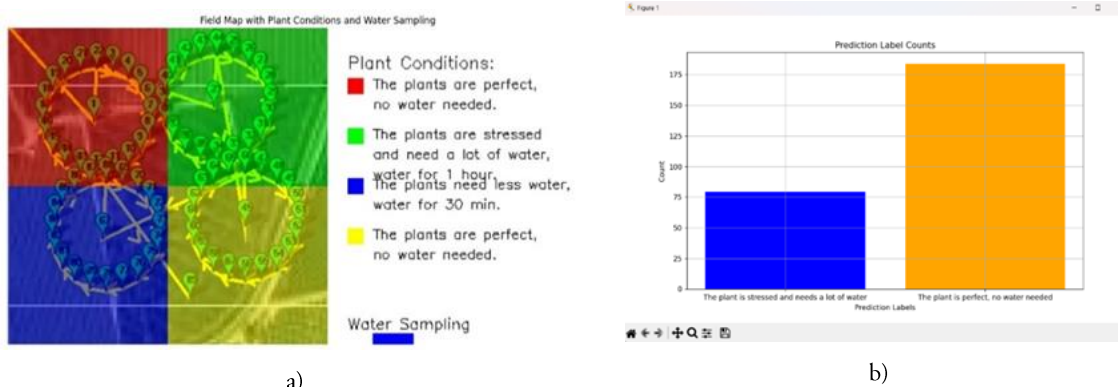 Field Map with Plant Conditions and Water Sampling
Plant Conditions:
The plants are perfect,
no water needed.
The plants are stressed
and need a lot of water,
water for 1 hour.
The plants need less water,
water for 30 min.
The plants are perfect,
no water needed.
Water Sampling
a)
Figure 1
Prediction Label Counts
Count
175
150
125
100
75
50
25
0
The plant is stressed and needs a lot of water
The plant is perfect, no water needed
Prediction Labels
b)